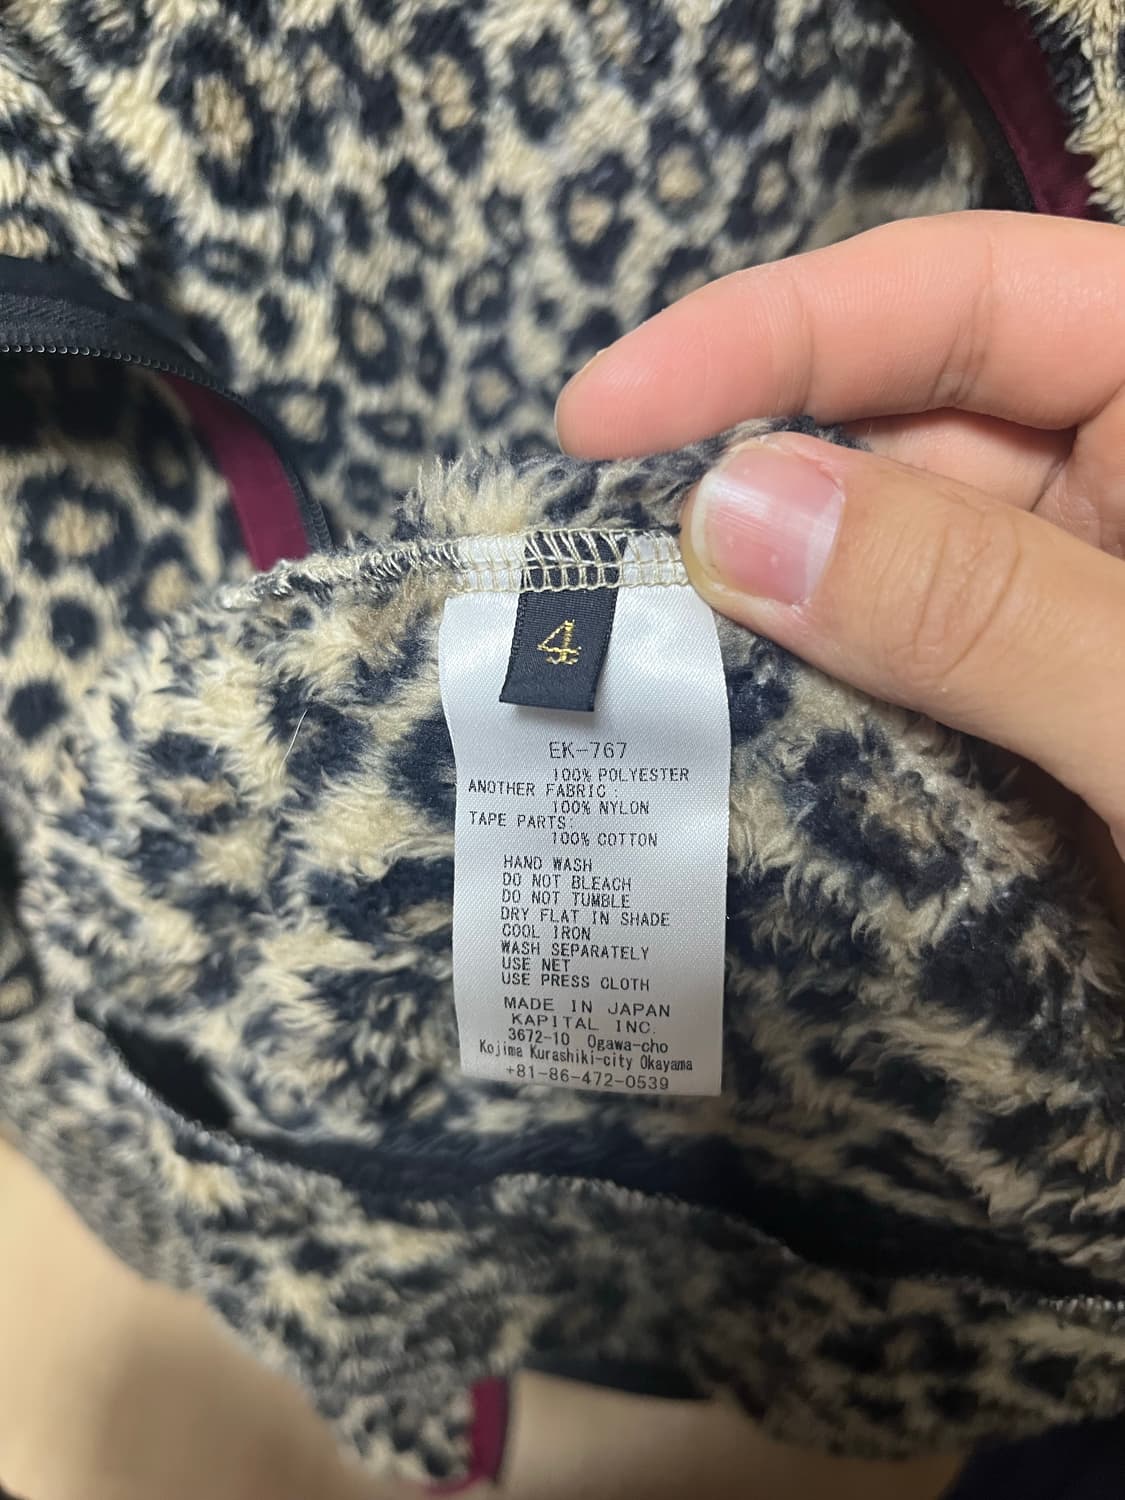 4
EK-767
100% POLYESTER
ANOTHER FABRIC :
100% NYLON
TAPE PARTS:
100% COTTON
HAND WASH
DO NOT BLEACH
DO NOT TUMBLE
DRY FLAT IN SHADE
COOL IRON
WASH SEPARATELY
USE NET
USE PRESS CLOTH
MADE IN JAPAN
KAPITAL INC.
3672-10 Ogawa-cho
Kojima Kurashiki-city Okayama
+81-86-472-0539